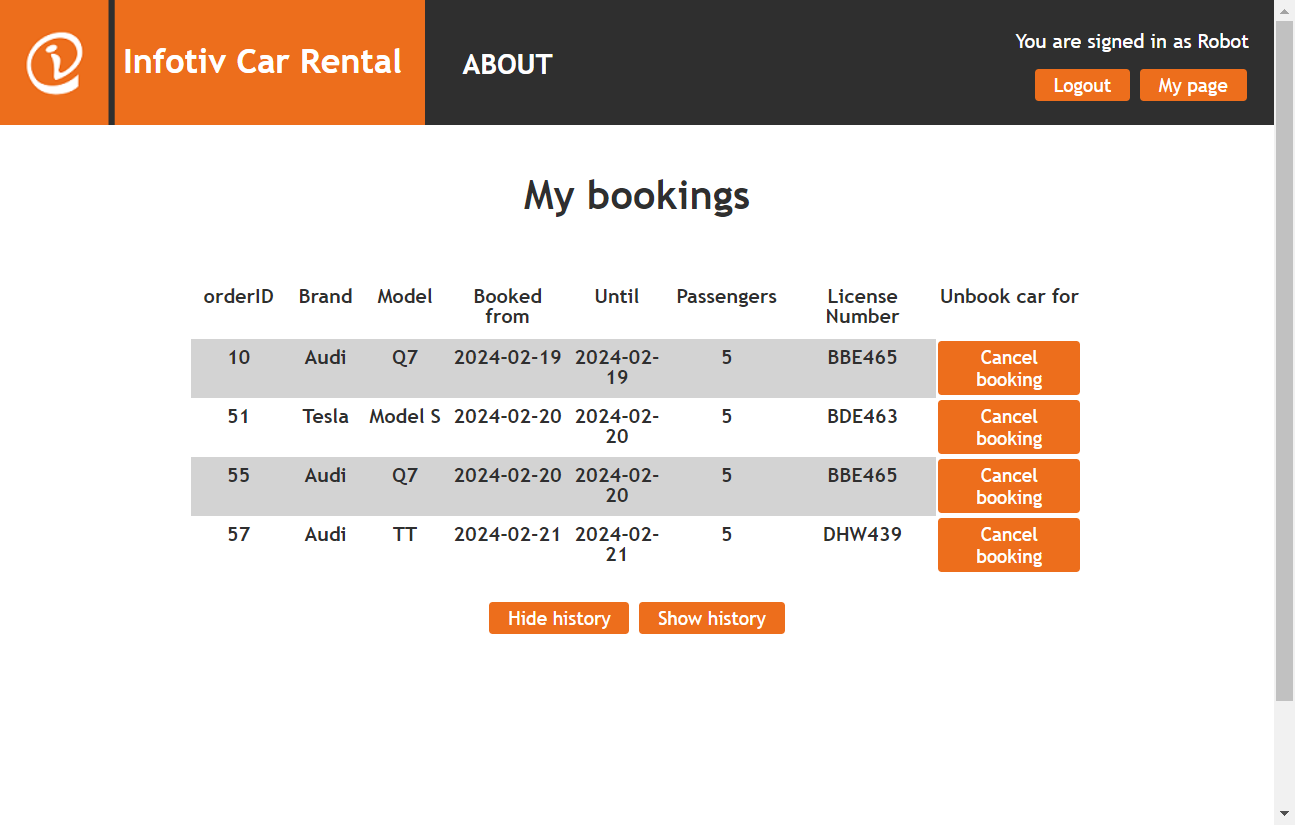 Infotiv Car Rental
ABOUT
You are signed in as Robot
Logout My page
My bookings
orderID Brand Model Booked from Until Passengers License Number Unbook car for
10 Audi Q7 2024-02-19 2024-02-19 5 BBE465 Cancel booking
51 Tesla Model S 2024-02-20 2024-02-20 5 BDE463 Cancel booking
55 Audi Q7 2024-02-20 2024-02-20 5 BBE465 Cancel booking
57 Audi TT 2024-02-21 2024-02-21 5 DHW439 Cancel booking
Hide history Show history